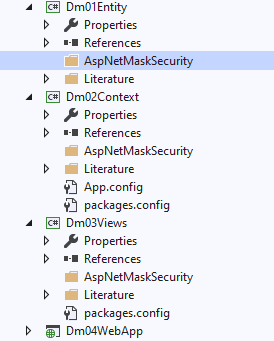 Dm01Entity
Properties
References
AspNetMaskSecurity
Literature
Dm02Context
Properties
References
AspNetMaskSecurity
Literature
App.config
packages.config
Dm03Views
Properties
References
AspNetMaskSecurity
Literature
packages.config
Dm04WebApp